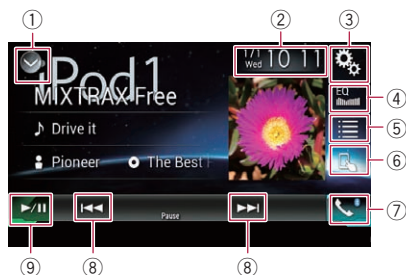 ① ② ③
iPod1
1/1
Wed 10 11
MIXTRAX Free
EQ
④
Drive it
⑤
Pioneer The Best
⑥
Pause
⑦
⑨ ⑧ ⑧